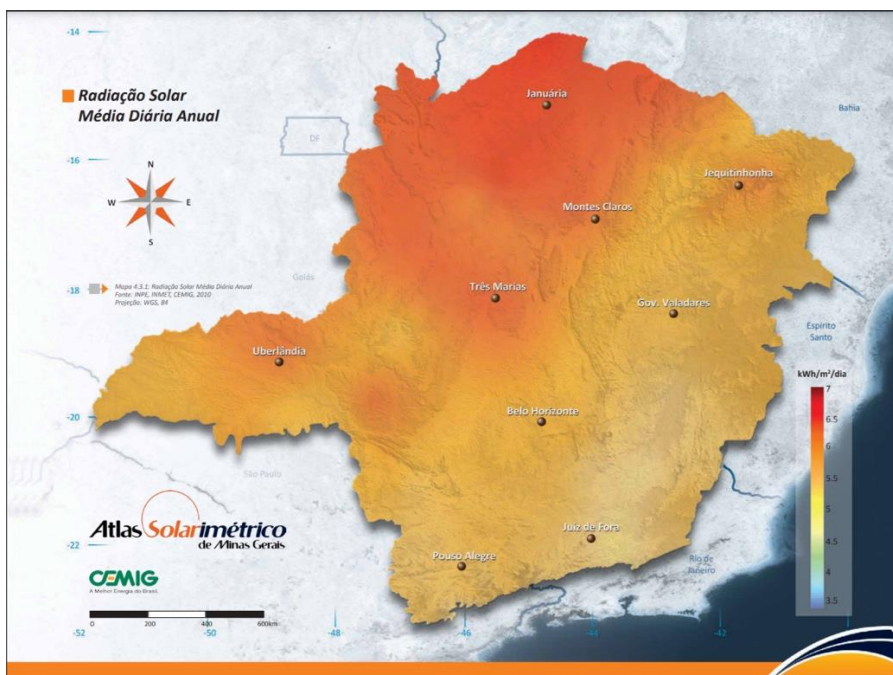 Radiação Solar
Média Diária Anual
-14
-16
-18
-20
-22
N
W
E
S
Mapa 4.3.1: Radiação Solar Média Diária Anual
Fonte: INPE, INMET, CEMIG, 2010
Projeção: WGS, 84
DF
Goiás
Bahia
Januária
Jequitinhonha
Montes Claros
Três Marias
Gov. Valadares
Espírito
Santo
Uberlândia
Belo Horizonte
São Paulo
Juiz de Fora
Pouso Alegre
Rio de
Janeiro
kWh/m²/dia
7
6.5
6
5.5
5
4.5
4
3.5
Atlas Solarimétrico
de Minas Gerais
CEMIG
A Melhor Energia do Brasil.
0
200
400
600km
-52
-50
-48
-46
-44
-42